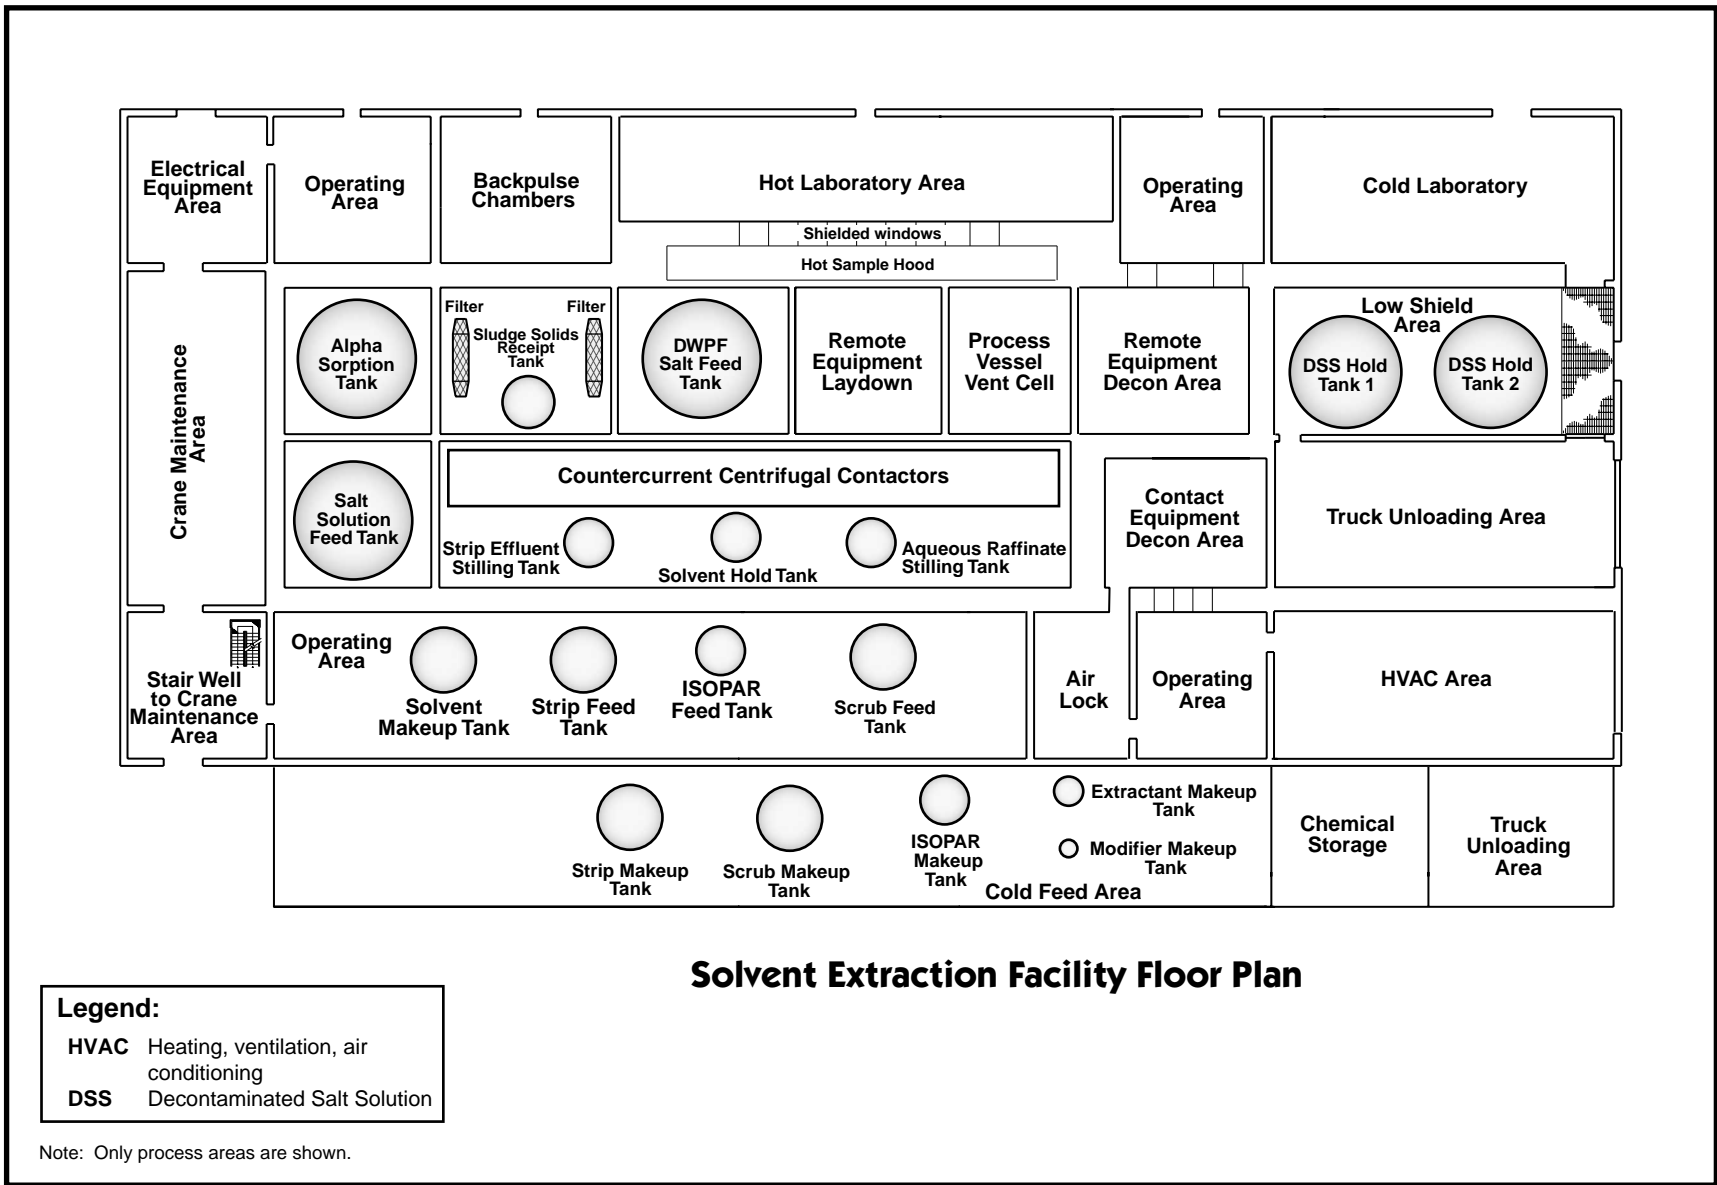 Electrical
Equipment
Area
Operating
Area
Backpulse
Chambers
Hot Laboratory Area
Operating
Area
Cold Laboratory
Shielded windows
Hot Sample Hood
Crane Maintenance
Area
Alpha
Sorption
Tank
Filter
Filter
Sludge Solids
Receipt
Tank
DWPF
Salt Feed
Tank
Remote
Equipment
Laydown
Process
Vessel
Vent Cell
Remote
Equipment
Decon Area
Low Shield
Area
DSS Hold
Tank 1
DSS Hold
Tank 2
Salt
Solution
Feed Tank
Countercurrent Centrifugal Contactors
Strip Effluent
Stilling Tank
Solvent Hold Tank
Aqueous Raffinate
Stilling Tank
Contact
Equipment
Decon Area
Truck Unloading Area
Stair Well
to Crane
Maintenance
Area
Operating
Area
Solvent
Makeup Tank
Strip Feed
Tank
ISOPAR
Feed Tank
Scrub Feed
Tank
Air
Lock
Operating
Area
HVAC Area
Strip Makeup
Tank
Scrub Makeup
Tank
ISOPAR
Makeup
Tank
Extractant Makeup
Tank
Modifier Makeup
Tank
Cold Feed Area
Chemical
Storage
Truck
Unloading
Area
Solvent Extraction Facility Floor Plan
Legend:
HVAC Heating, ventilation, air
conditioning
DSS Decontaminated Salt Solution
Note: Only process areas are shown.